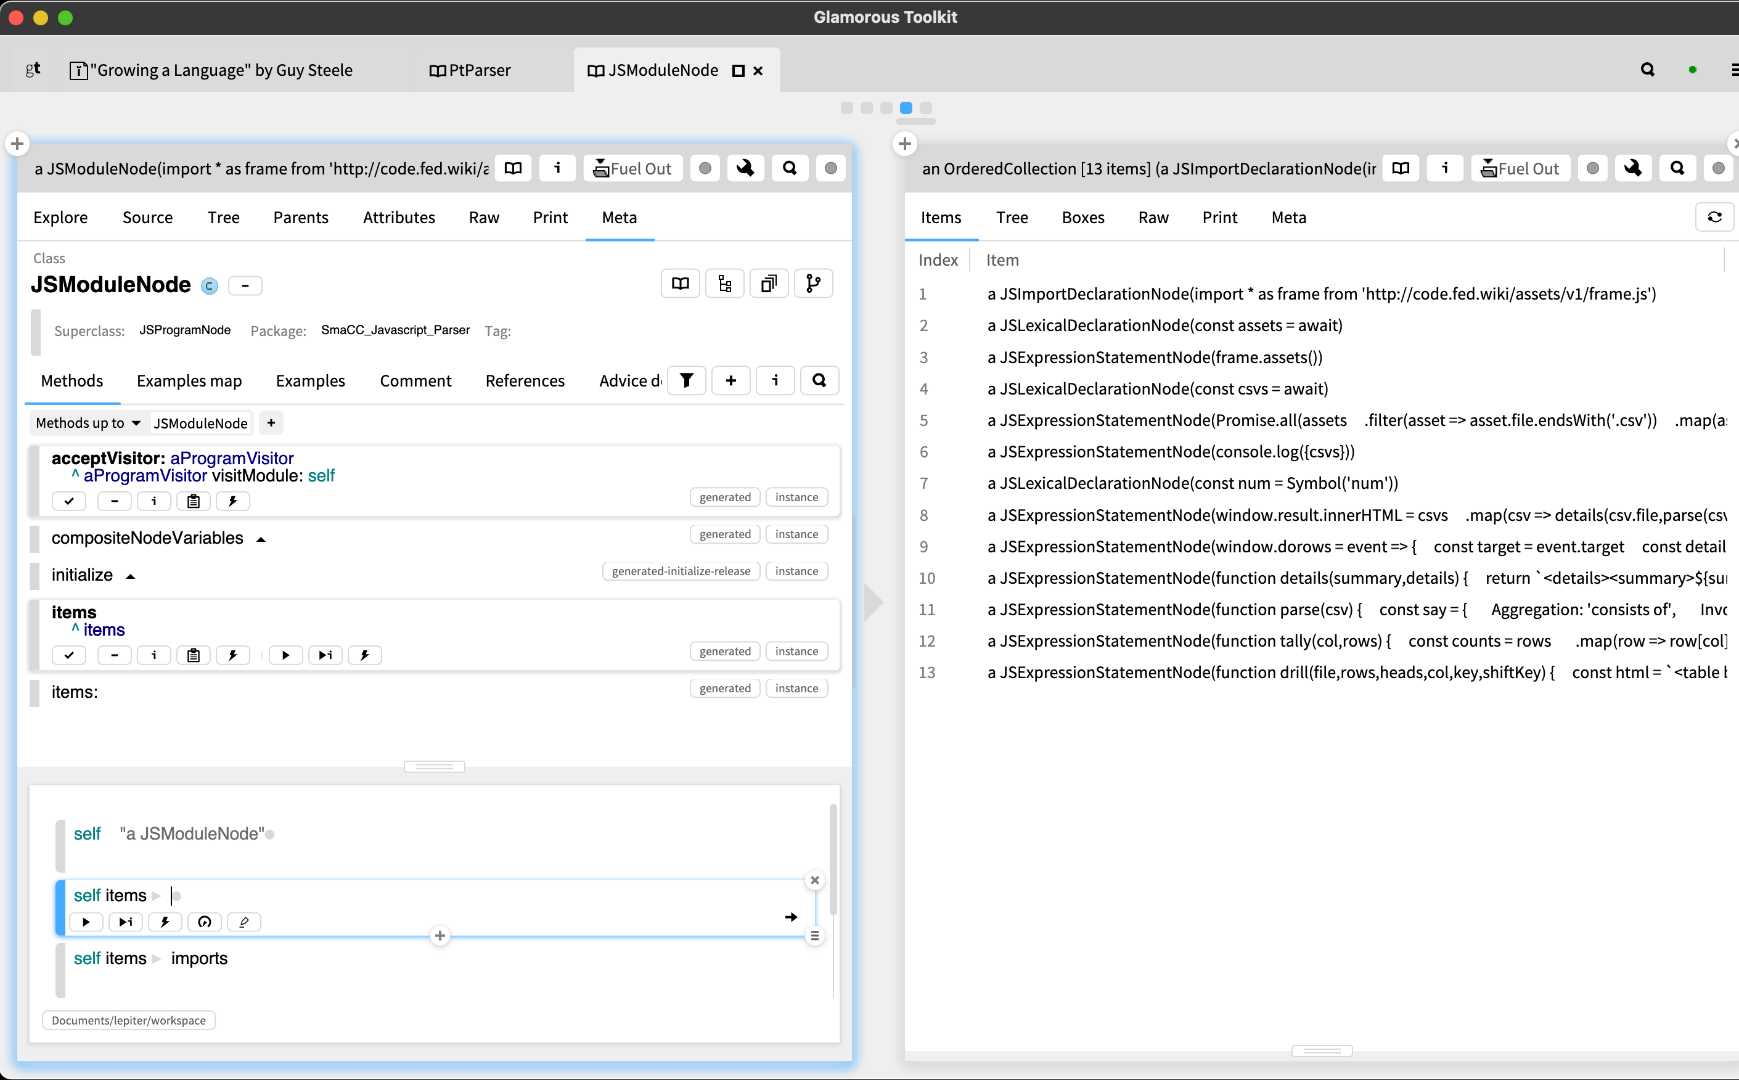 Glamorous Toolkit
gt
"Growing a Language" by Guy Steele
PtParser
JSModuleNode
a JSModuleNode(import * as frame from 'http://code.fed.wiki/a
Fuel Out
Explore Source Tree Parents Attributes Raw Print Meta
Class
JSModuleNode C
Superclass: JSProgramNode Package: SmaCC_Javascript_Parser Tag:
Methods Examples map Examples Comment References Advice d
Methods up to JSModuleNode +
acceptVisitor: aProgramVisitor
^ aProgramVisitor visitModule: self
generated instance
compositeNodeVariables
generated instance
initialize
generated-initialize-release instance
items
^ items
generated instance
items:
generated instance
self "a JSModuleNode"
self items
self items imports
Documents/lepiter/workspace
an OrderedCollection [13 items] (a JSImportDeclarationNode(ir
Fuel Out
Items Tree Boxes Raw Print Meta
Index Item
1 a JSImportDeclarationNode(import * as frame from 'http://code.fed.wiki/assets/v1/frame.js')
2 a JSLexicalDeclarationNode(const assets = await)
3 a JSExpressionStatementNode(frame.assets())
4 a JSLexicalDeclarationNode(const csvs = await)
5 a JSExpressionStatementNode(Promise.all(assets .filter(asset => asset.file.endsWith('.csv')) .map(a
6 a JSExpressionStatementNode(console.log({csvs}))
7 a JSLexicalDeclarationNode(const num = Symbol('num'))
8 a JSExpressionStatementNode(window.result.innerHTML = csvs .map(csv => details(csv.file,parse(csv
9 a JSExpressionStatementNode(window.dorows = event => { const target = event.target const detail
10 a JSExpressionStatementNode(function details(summary,details) { return `<details><summary>${su
11 a JSExpressionStatementNode(function parse(csv) { const say = { Aggregation: 'consists of', Invo
12 a JSExpressionStatementNode(function tally(col,rows) { const counts = rows .map(row => row[col]
13 a JSExpressionStatementNode(function drill(file,rows,heads,col,key,shiftKey) { const html = `<table b